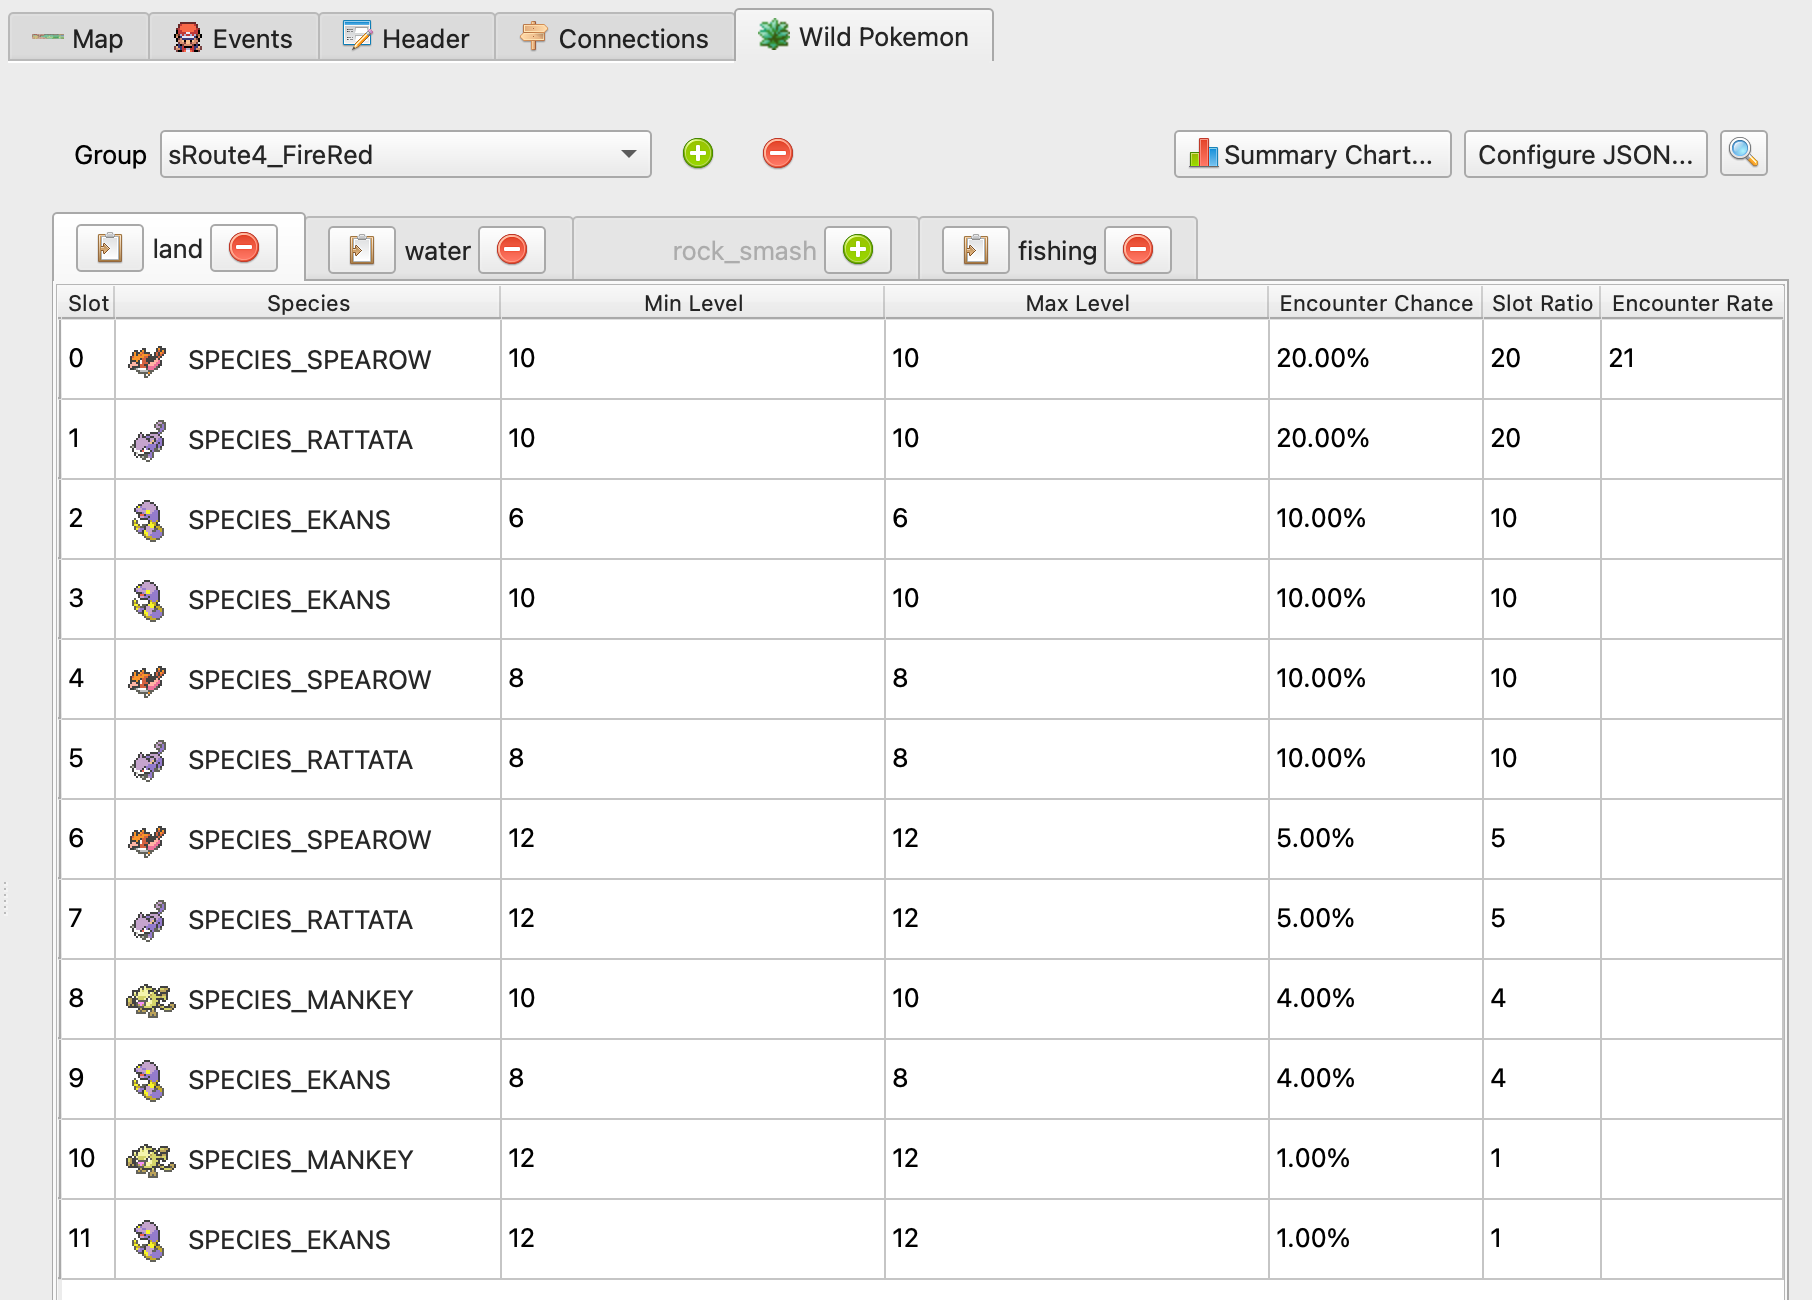 Map Events Header Connections Wild Pokemon
Group sRoute4_FireRed Summary Chart... Configure JSON...
land water rock_smash fishing
Slot Species Min Level Max Level Encounter Chance Slot Ratio Encounter Rate
0 SPECIES_SPEAROW 10 10 20.00% 20 21
1 SPECIES_RATTATA 10 10 20.00% 20
2 SPECIES_EKANS 6 6 10.00% 10
3 SPECIES_EKANS 10 10 10.00% 10
4 SPECIES_SPEAROW 8 8 10.00% 10
5 SPECIES_RATTATA 8 8 10.00% 10
6 SPECIES_SPEAROW 12 12 5.00% 5
7 SPECIES_RATTATA 12 12 5.00% 5
8 SPECIES_MANKEY 10 10 4.00% 4
9 SPECIES_EKANS 8 8 4.00% 4
10 SPECIES_MANKEY 12 12 1.00% 1
11 SPECIES_EKANS 12 12 1.00% 1